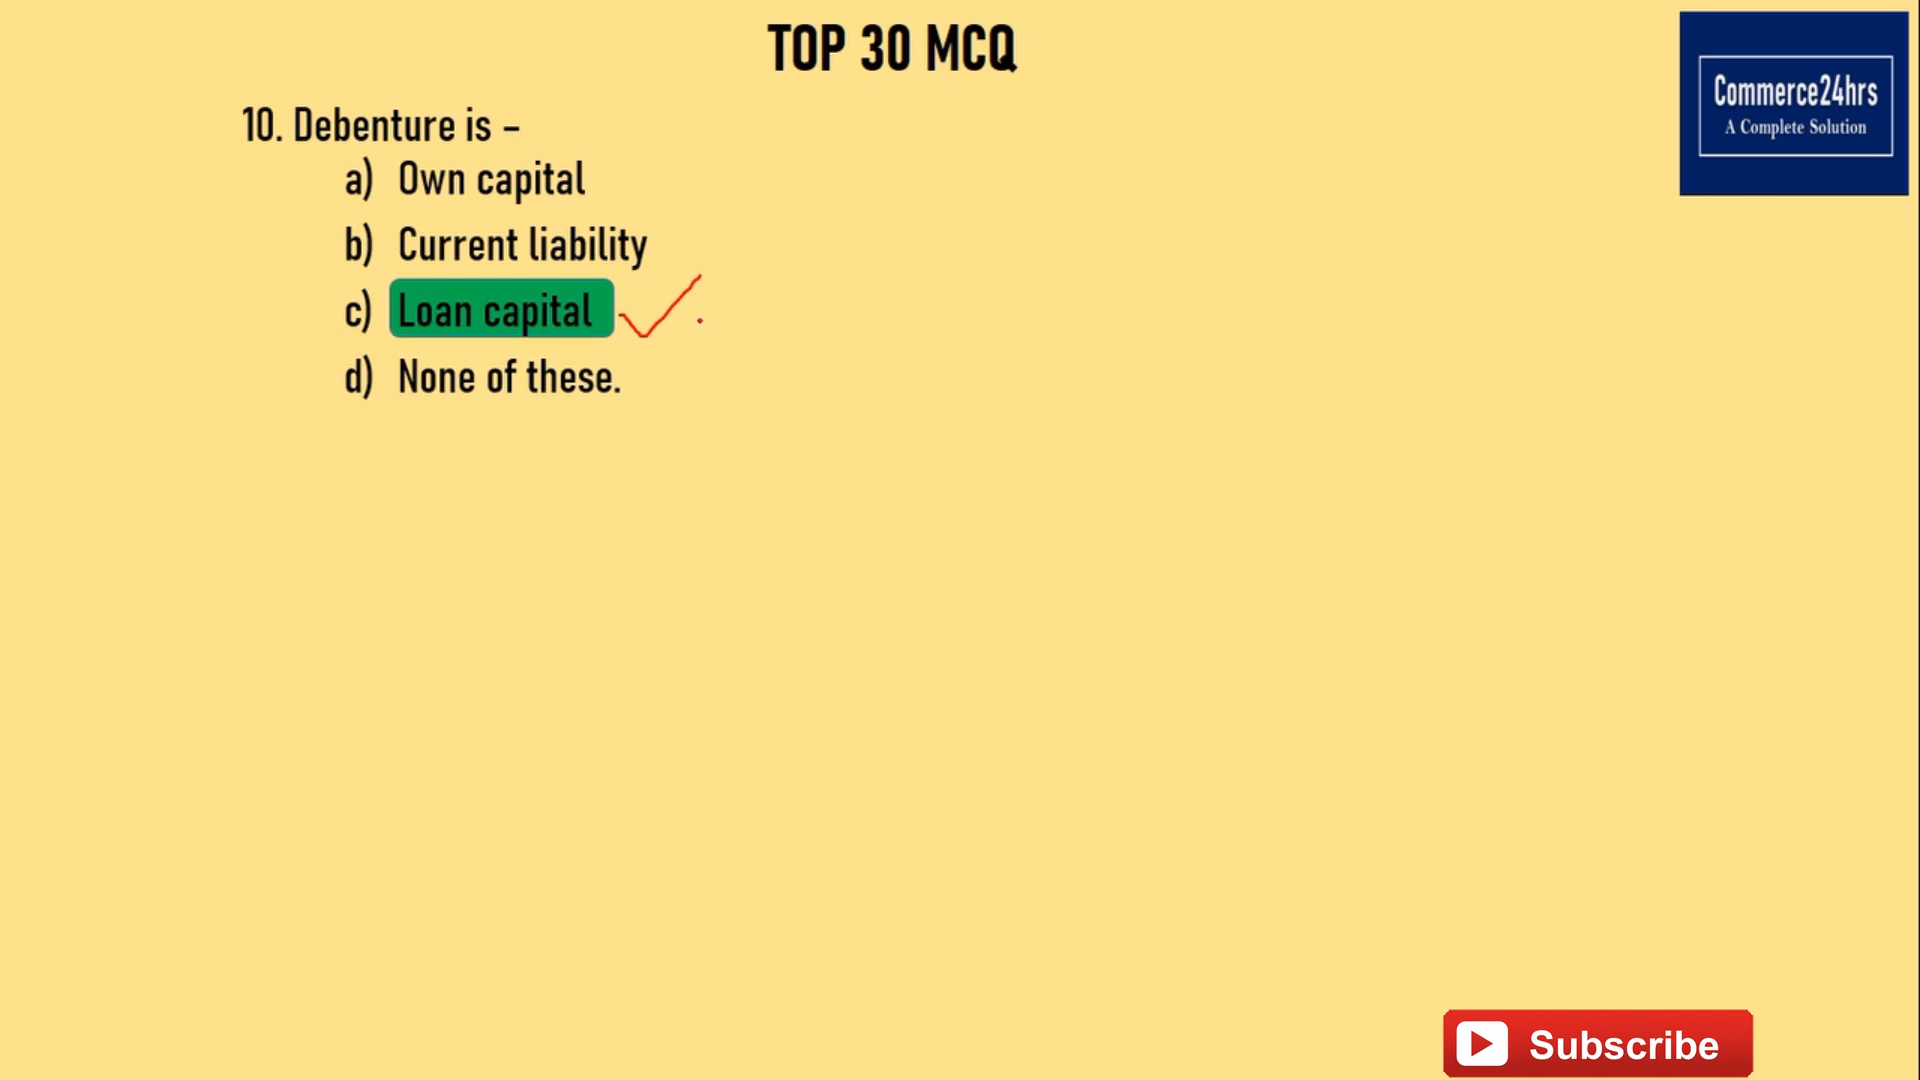 TOP 30 MCQ
Commerce24hrs
A Complete Solution
10. Debenture is –
a) Own capital
b) Current liability
c) Loan capital
d) None of these.
Subscribe